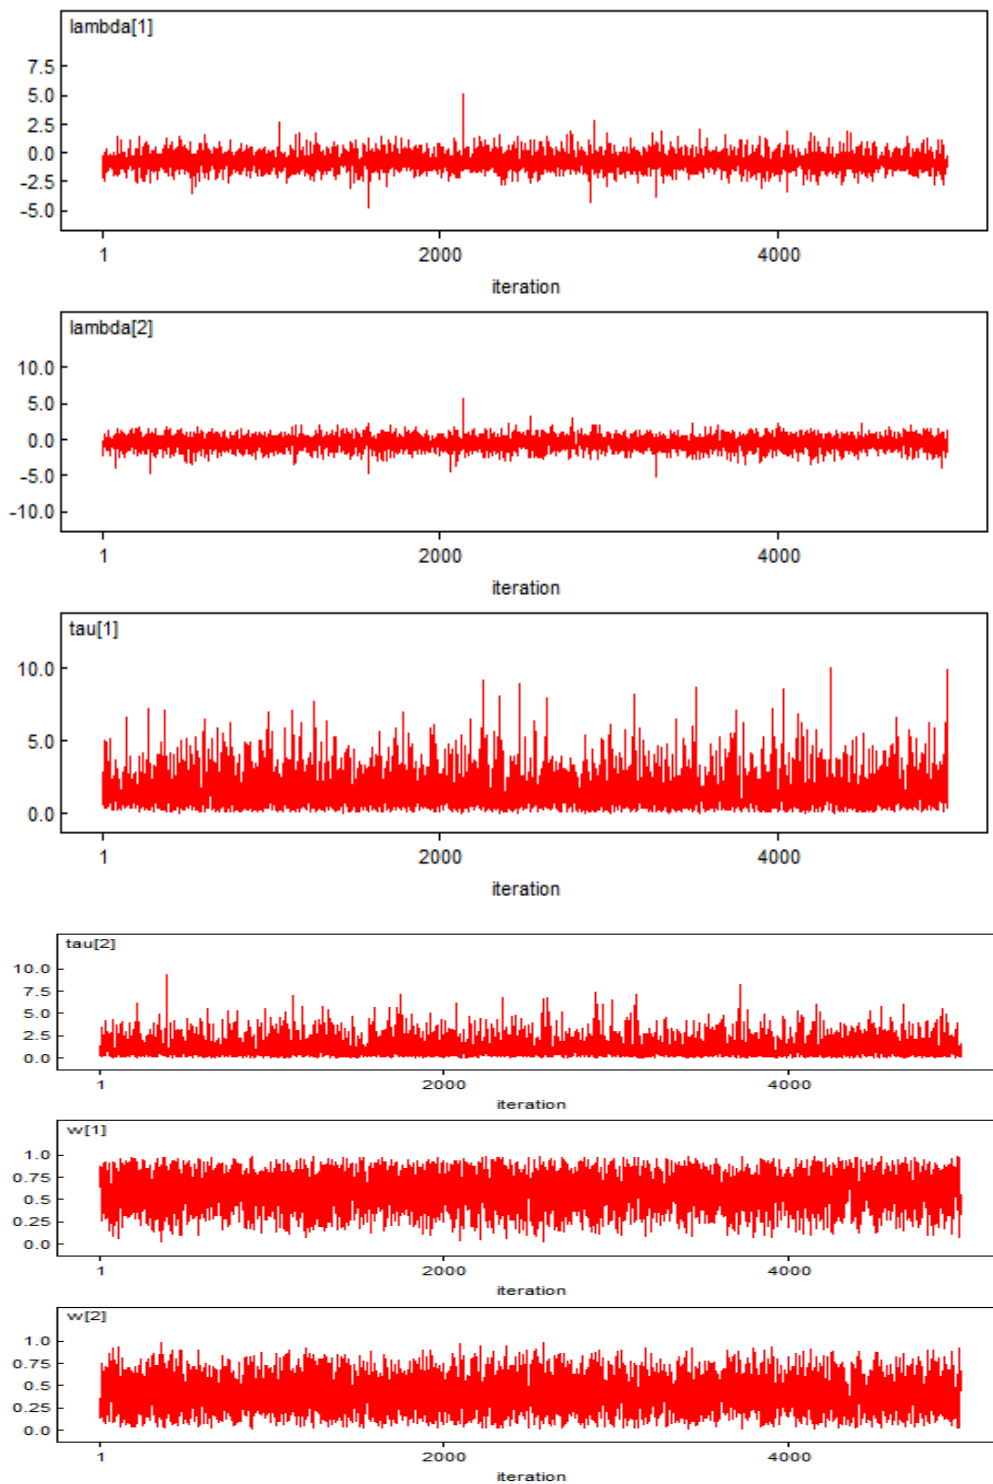 lambda[1]
7.5
5.0
2.5
0.0
-2.5
-5.0
1 2000 4000
iteration
lambda[2]
10.0
5.0
0.0
-5.0
-10.0
1 2000 4000
iteration
tau[1]
10.0
5.0
0.0
1 2000 4000
iteration
tau[2]
10.0
7.5
5.0
2.5
0.0
1 2000 4000
iteration
w[1]
1.0
0.75
0.5
0.25
0.0
1 2000 4000
iteration
w[2]
1.0
0.75
0.5
0.25
0.0
1 2000 4000
iteration